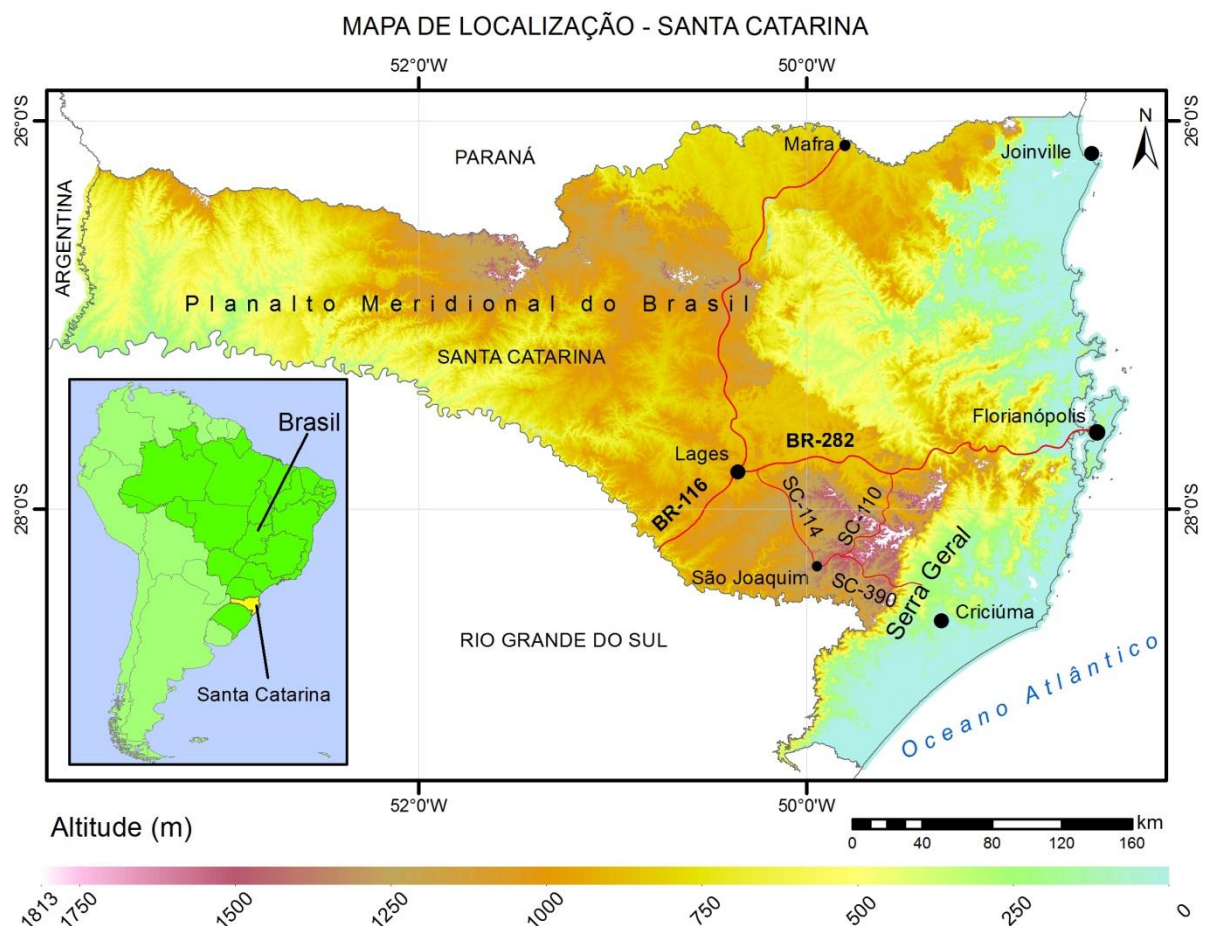 MAPA DE LOCALIZAÇÃO - SANTA CATARINA
52°0'W
50°0'W
26°0'S
26°0'S
N
PARANÁ
Mafra
Joinville
ARGENTINA
Planalto Meridional do Brasil
SANTA CATARINA
Florianópolis
Brasil
Lages
BR-282
BR-116
SC-114
SC-110
28°0'S
28°0'S
São Joaquim
SC-390
Serra Geral
Criciúma
RIO GRANDE DO SUL
Santa Catarina
Oceano Atlântico
52°0'W
50°0'W
Altitude (m)
km
0 40 80 120 160
1813 1750 1500 1250 1000 750 500 250 0